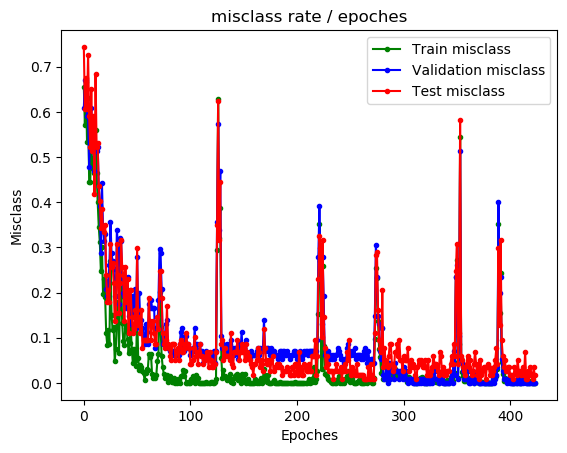 misclass rate / epoches
Train misclass
Validation misclass
Test misclass
Misclass
0.7
0.6
0.5
0.4
0.3
0.2
0.1
0.0
0 100 200 300 400
Epoches